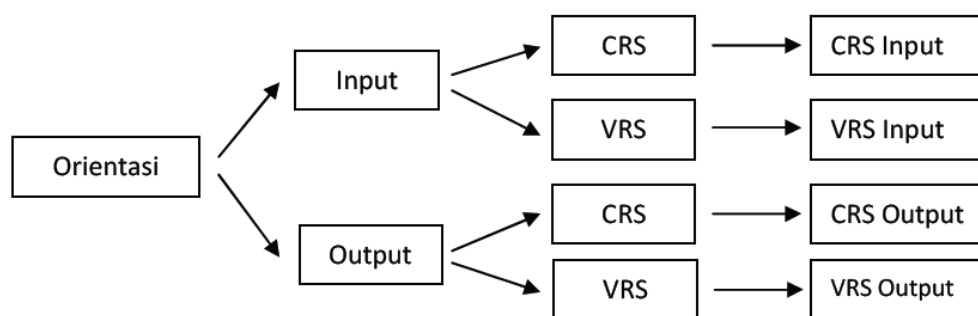 Orientasi
Input
CRS
CRS Input
VRS
VRS Input
Output
CRS
CRS Output
VRS
VRS Output